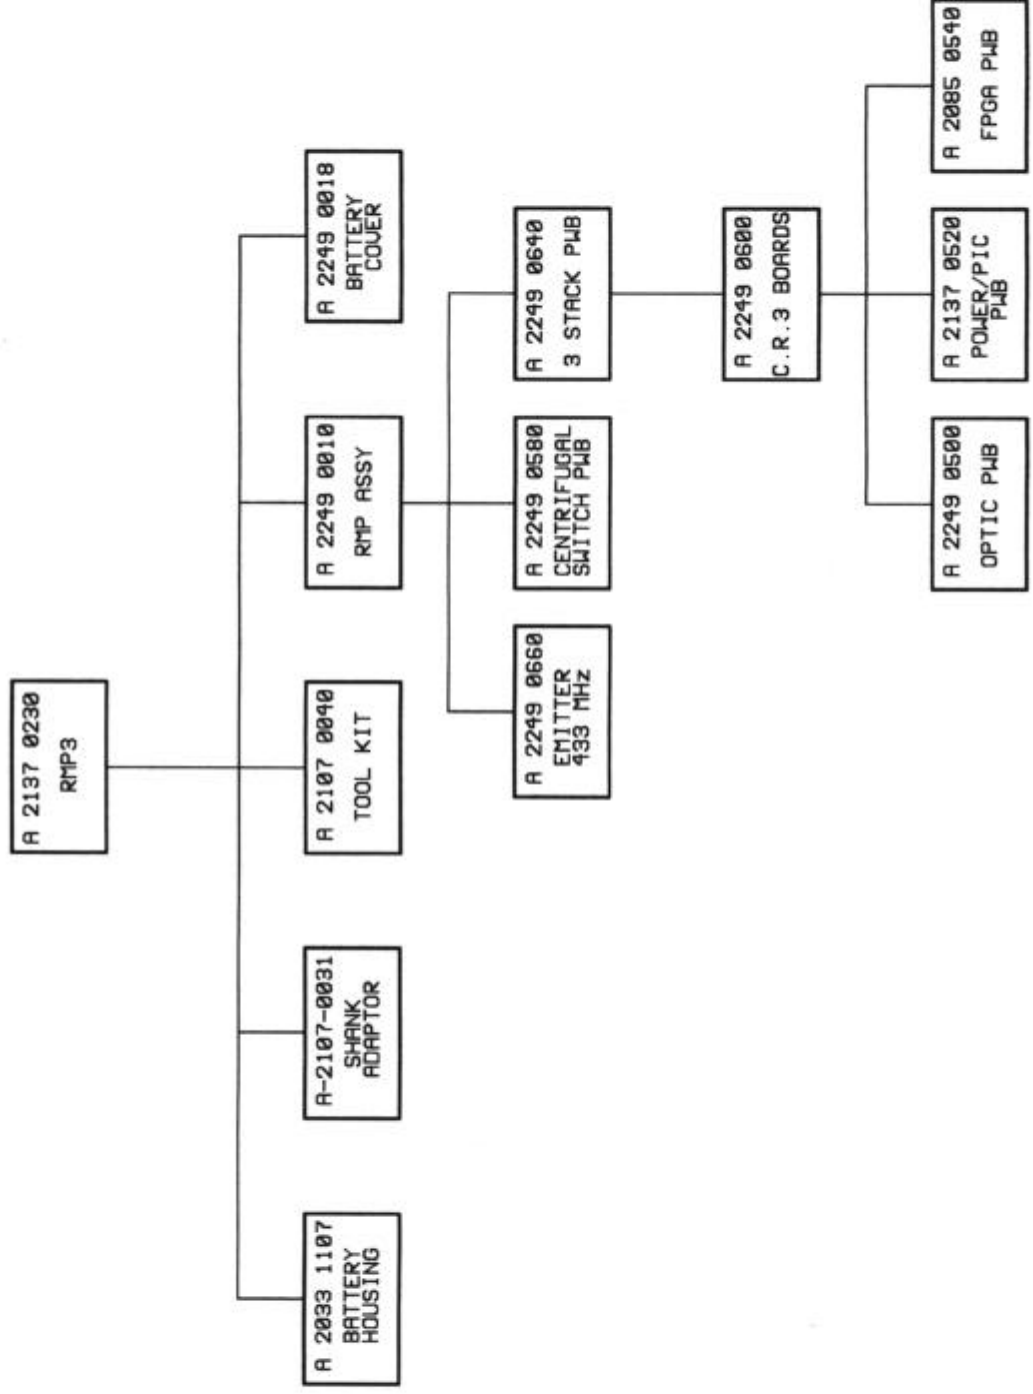 A 2137 0230
RMP3
A 2033 1107
BATTERY
HOUSING
A-2107-0031
SHANK
ADAPTOR
A 2107 0040
TOOL KIT
A 2249 0010
RMP ASSY
A 2249 0018
BATTERY
COVER
A 2249 0660
EMITTER
433 MHz
A 2249 0580
CENTRIFUGAL
SWITCH PWB
A 2249 0640
3 STACK PWB
A 2249 0600
C.R.3 BOARDS
A 2249 0500
OPTIC PWB
A 2137 0520
POWER/PIC
PWB
A 2085 0540
FPGA PWB